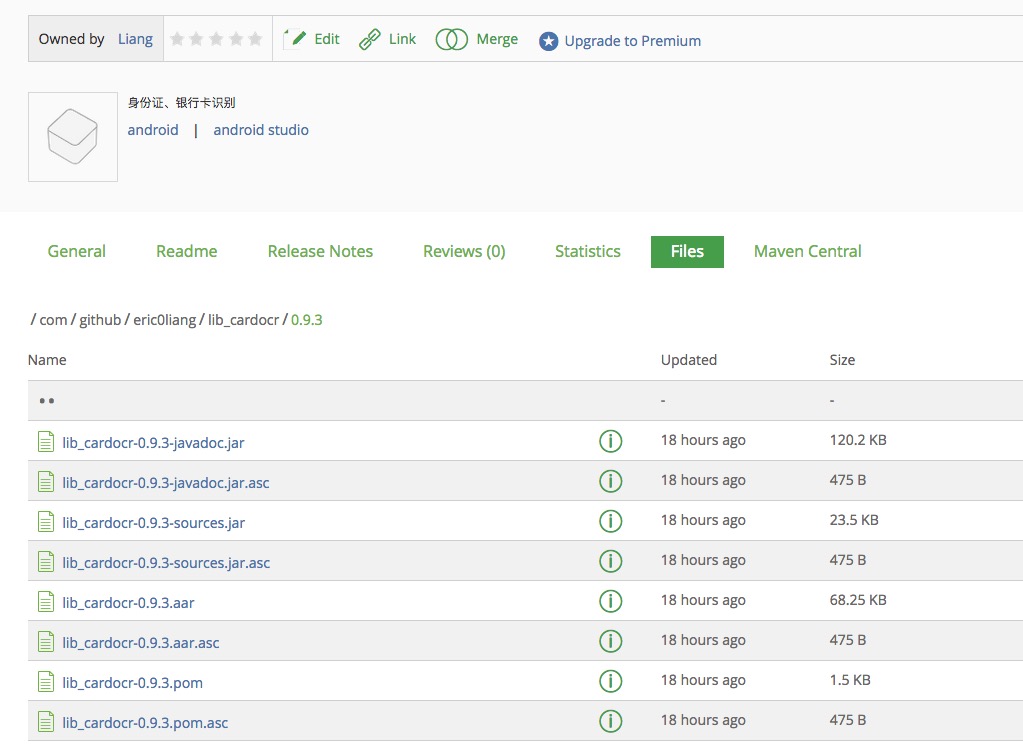 Owned by Liang Edit Link Merge Upgrade to Premium
身份证、银行卡识别
android | android studio
General Readme Release Notes Reviews (0) Statistics Files Maven Central
/ com / github / eric0liang / lib_cardocr / 0.9.3
Name Updated Size
•• - -
lib_cardocr-0.9.3-javadoc.jar 18 hours ago 120.2 KB
lib_cardocr-0.9.3-javadoc.jar.asc 18 hours ago 475 B
lib_cardocr-0.9.3-sources.jar 18 hours ago 23.5 KB
lib_cardocr-0.9.3-sources.jar.asc 18 hours ago 475 B
lib_cardocr-0.9.3.aar 18 hours ago 68.25 KB
lib_cardocr-0.9.3.aar.asc 18 hours ago 475 B
lib_cardocr-0.9.3.pom 18 hours ago 1.5 KB
lib_cardocr-0.9.3.pom.asc 18 hours ago 475 B